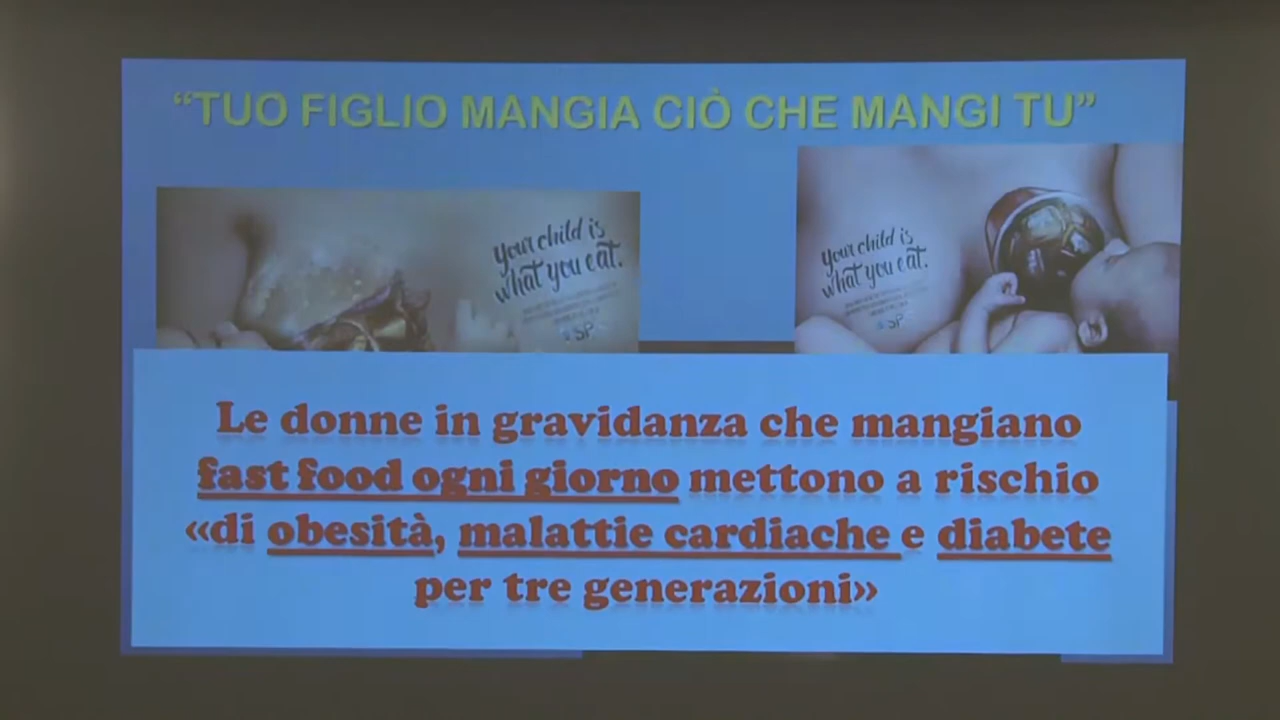 “TUO FIGLIO MANGIA CIÒ CHE MANGI TU”
your child is
what you eat.
SP
your child is
what you eat.
SP
Le donne in gravidanza che mangiano
fast food ogni giorno mettono a rischio
«di obesità, malattie cardiache e diabete
per tre generazioni»